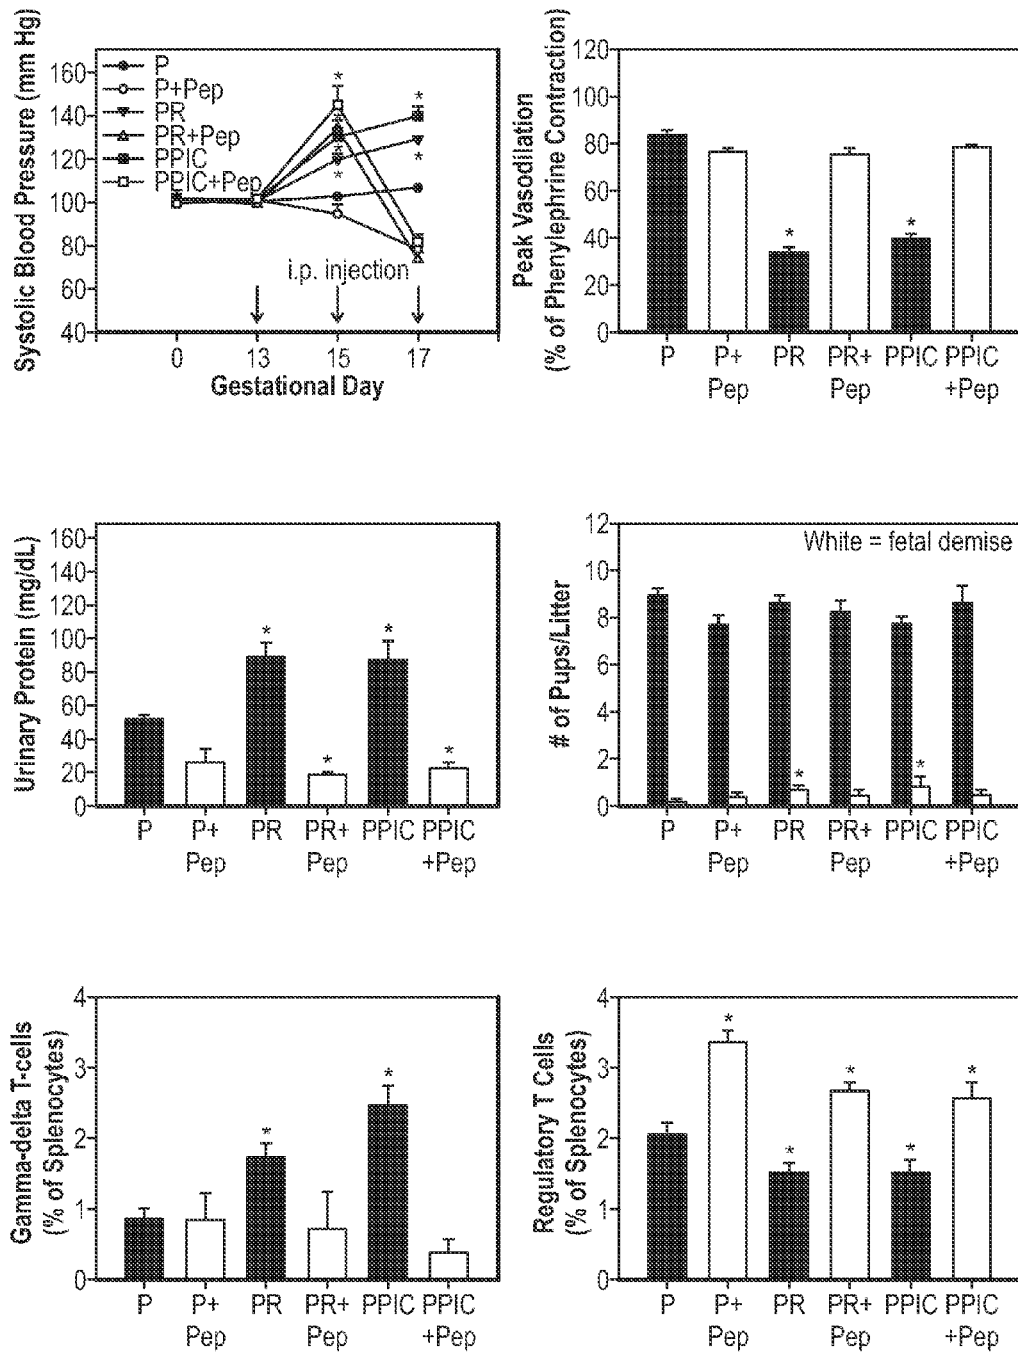 Systolic Blood Pressure (mm Hg)
160
140
120
100
80
60
40
P
P+Pep
PR
PR+Pep
PPIC
PPIC+Pep
*
*
*
*
*
i.p. injection
0 13 15 17
Gestational Day
Peak Vasodilation
(% of Phenylephrine Contraction)
120
100
80
60
40
20
0
* *
P P+ PR PR+ PPIC PPIC
Pep Pep +Pep
Urinary Protein (mg/dL)
160
140
120
100
80
60
40
20
0
* * * *
P P+ PR PR+ PPIC PPIC
Pep Pep +Pep
# of Pups/Litter
12
10
8
6
4
2
0
White = fetal demise
* *
P P+ PR PR+ PPIC PPIC
Pep Pep +Pep
Gamma-delta T-cells
(% of Splenocytes)
4
3
2
1
0
* *
P P+ PR PR+ PPIC PPIC
Pep Pep +Pep
Regulatory T Cells
(% of Splenocytes)
4
3
2
1
0
* * * * *
P P+ PR PR+ PPIC PPIC
Pep Pep +Pep